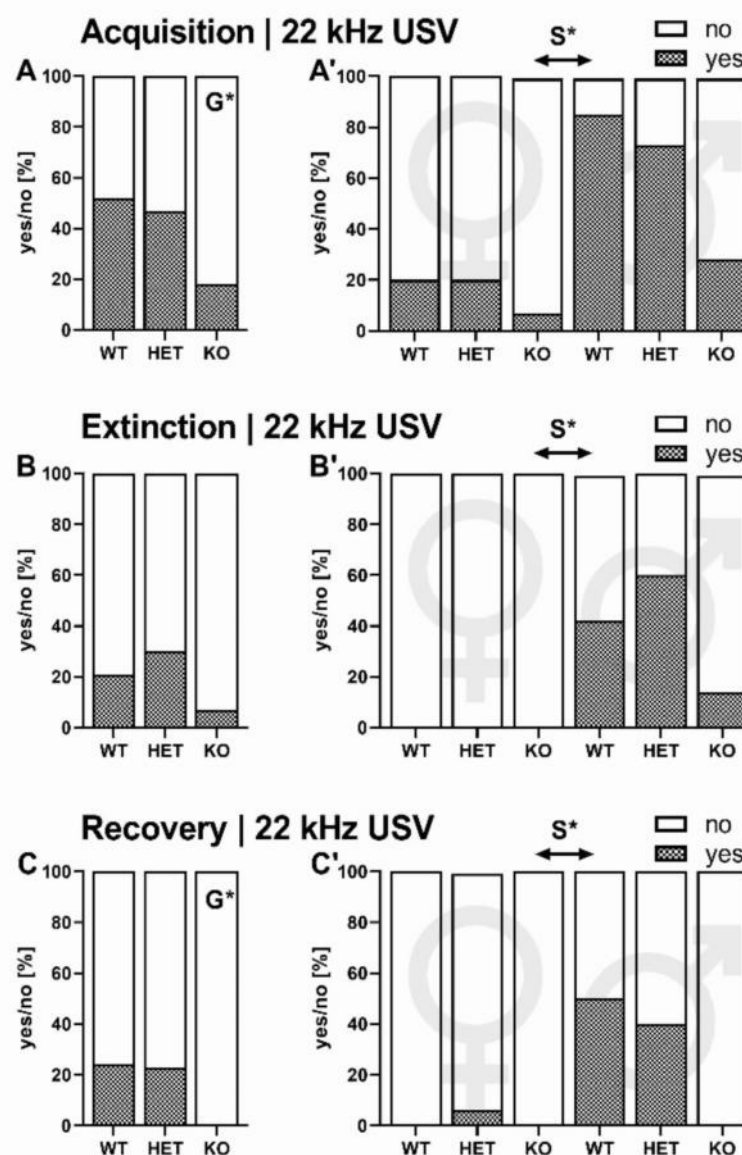 Acquisition | 22 kHz USV
S*
no
yes
A
A'
G*
yes/no [%]
100
80
60
40
20
0
WT HET KO
yes/no [%]
100
80
60
40
20
0
WT HET KO WT HET KO
Extinction | 22 kHz USV
S*
no
yes
B
B'
yes/no [%]
100
80
60
40
20
0
WT HET KO
yes/no [%]
100
80
60
40
20
0
WT HET KO WT HET KO
Recovery | 22 kHz USV
S*
no
yes
C
C'
G*
yes/no [%]
100
80
60
40
20
0
WT HET KO
yes/no [%]
100
80
60
40
20
0
WT HET KO WT HET KO